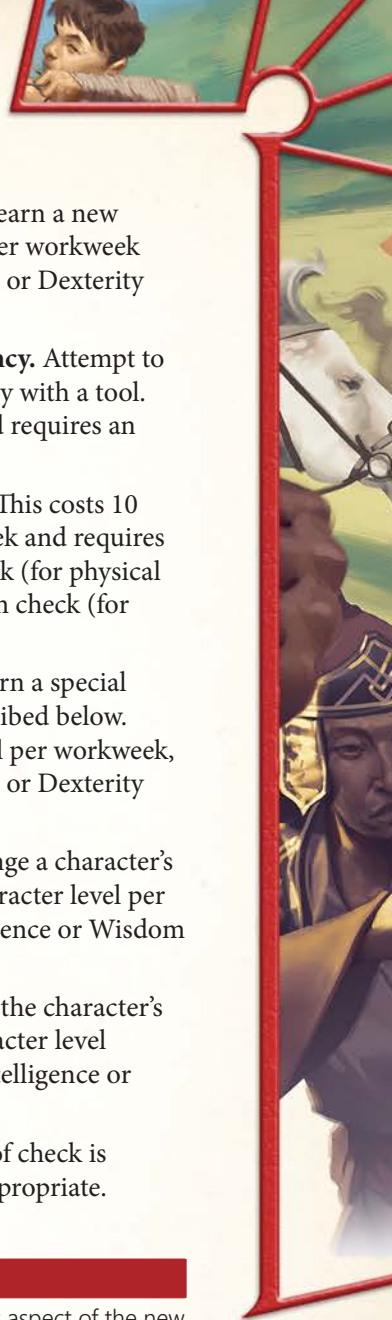 earn a new
er workweek
or Dexterity
ncy. Attempt to
y with a tool.
d requires an
This costs 10
ek and requires
k (for physical
n check (for
rn a special
ibed below.
l per workweek,
or Dexterity
nge a character's
racter level per
ence or Wisdom
the character's
acter level
elligence or
of check is
propriate.
aspect of the new